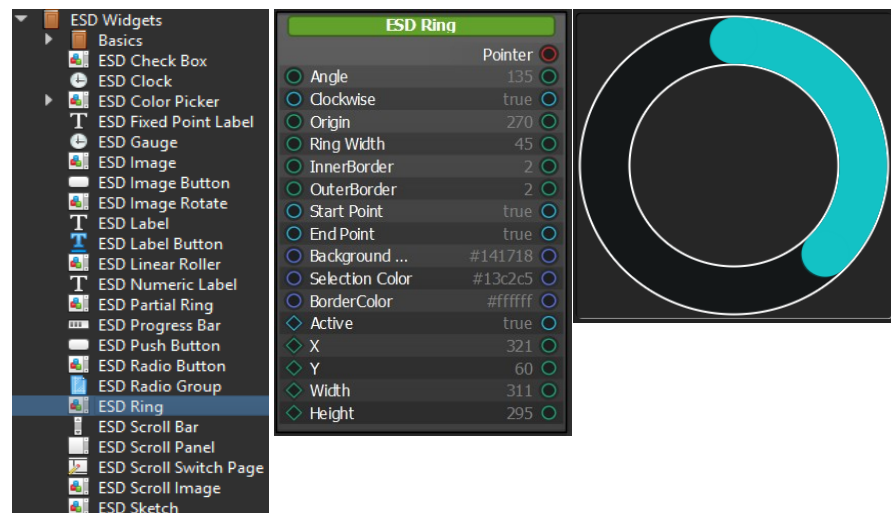 ESD Widgets
Basics
ESD Check Box
ESD Clock
ESD Color Picker
ESD Fixed Point Label
ESD Gauge
ESD Image
ESD Image Button
ESD Image Rotate
ESD Label
ESD Label Button
ESD Linear Roller
ESD Numeric Label
ESD Partial Ring
ESD Progress Bar
ESD Push Button
ESD Radio Button
ESD Radio Group
ESD Ring
ESD Scroll Bar
ESD Scroll Panel
ESD Scroll Switch Page
ESD Scroll Image
ESD Sketch
ESD Ring
Pointer
Angle 135
Clockwise true
Origin 270
Ring Width 45
InnerBorder 2
OuterBorder 2
Start Point true
End Point true
Background ... #141718
Selection Color #13c2c5
BorderColor #ffffff
Active true
X 321
Y 60
Width 311
Height 295